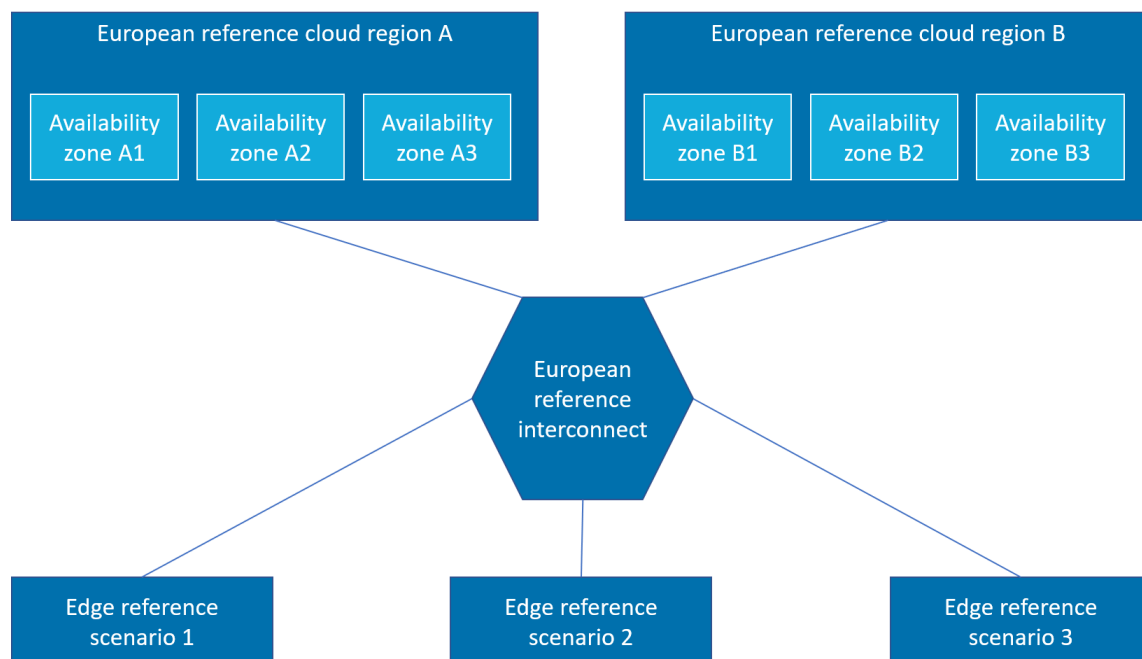 European reference cloud region A
European reference cloud region B
Availability
zone A1
Availability
zone A2
Availability
zone A3
Availability
zone B1
Availability
zone B2
Availability
zone B3
European
reference
interconnect
Edge reference
scenario 1
Edge reference
scenario 2
Edge reference
scenario 3